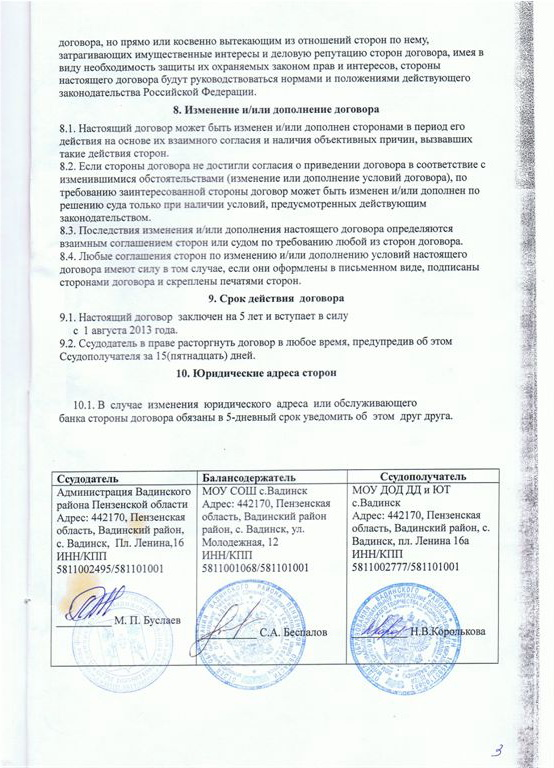 договора, но прямо или косвенно вытекающим из отношений сторон по нему,
затрагивающих имущественные интересы и деловую репутацию сторон договора, имея в
виду необходимость защиты их охраняемых законом прав и интересов, стороны
настоящего договора будут руководствоваться нормами и положениями действующего
законодательства Российской Федерации.
8. Изменение и/или дополнение договора
8.1. Настоящий договор может быть изменен и/или дополнен сторонами в период его
действия на основе их взаимного согласия и наличия объективных причин, вызвавших
такие действия сторон.
8.2. Если стороны договора не достигли согласия о приведении договора в соответствие с
изменившимися обстоятельствами (изменение или дополнение условий договора), по
требованию заинтересованной стороны договор может быть изменен и/или дополнен по
решению суда только при наличии условий, предусмотренных действующим
законодательством.
8.3. Последствия изменения и/или дополнения настоящего договора определяются
взаимным соглашением сторон или судом по требованию любой из сторон договора.
8.4. Любые соглашения сторон по изменению и/или дополнению условий настоящего
договора имеют силу в том случае, если они оформлены в письменном виде, подписаны
сторонами договора и скреплены печатями сторон.
9. Срок действия договора
9.1. Настоящий договор заключен на 5 лет и вступает в силу
с 1 августа 2013 года.
9.2. Ссудодатель в праве расторгнуть договор в любое время, предупредив об этом
Ссудополучателя за 15(пятнадцать) дней.
10. Юридические адреса сторон
10.1. В случае изменения юридического адреса или обслуживающего
банка стороны договора обязаны в 5-дневный срок уведомить об этом друг друга.
Ссудодатель
Администрация Вадинского
района Пензенской области
Адрес: 442170, Пензенская
область, Вадинский район,
с. Вадинск, Пл. Ленина,16
ИНН/КПП
5811002495/581101001
М. П. Буслаев
Балансодержатель
МОУ СОШ с.Вадинск
Адрес: 442170, Пензенская
область, Вадинский район
район, с. Вадинск, ул.
Молодежная, 12
ИНН/КПП
5811001068/581101001
С.А. Беспалов
Ссудополучатель
МОУ ДОД ДД и ЮТ
с.Вадинск
Адрес: 442170, Пензенская
область, Вадинский район, с.
Вадинск, пл. Ленина 16а
ИНН/КПП
5811002777/581101001
Н.В.Королькова
3